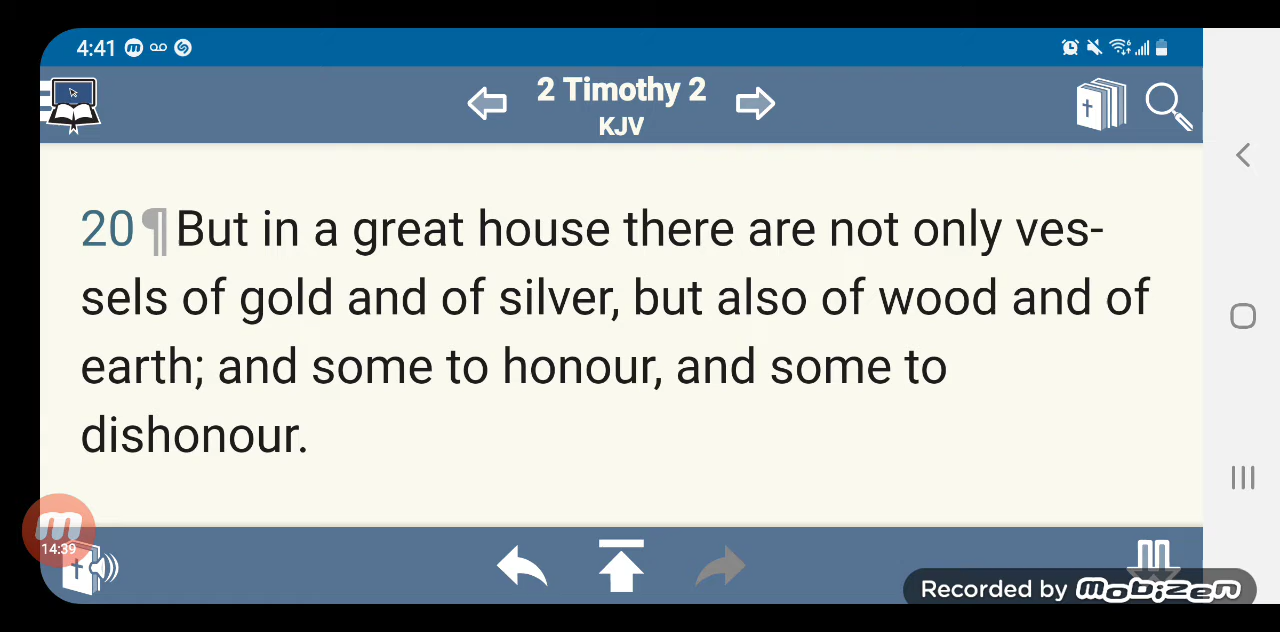 4:41
2 Timothy 2
KJV
20 ¶ But in a great house there are not only ves-
sels of gold and of silver, but also of wood and of
earth; and some to honour, and some to
dishonour.
14:39
Recorded by mobizen